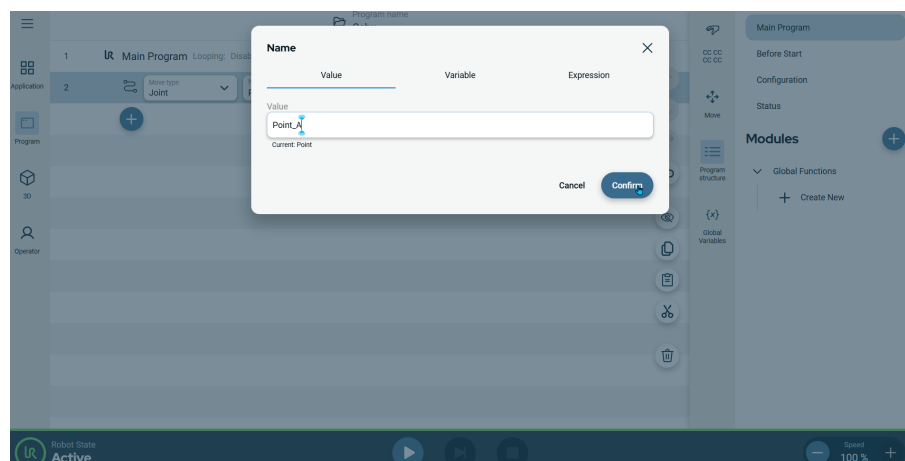 Program name
Name
Value
Variable
Expression
Value
Point_A
Current: Point
Cancel
Confirm
Application
Program
3D
Operator
1
Main Program Looping:
2
Move type
Joint
CC CC
CC CC
Move
Program
structure
{x}
Global
Variables
Main Program
Before Start
Configuration
Status
Modules
Global Functions
Create New
Robot State
Active
Speed
100 %